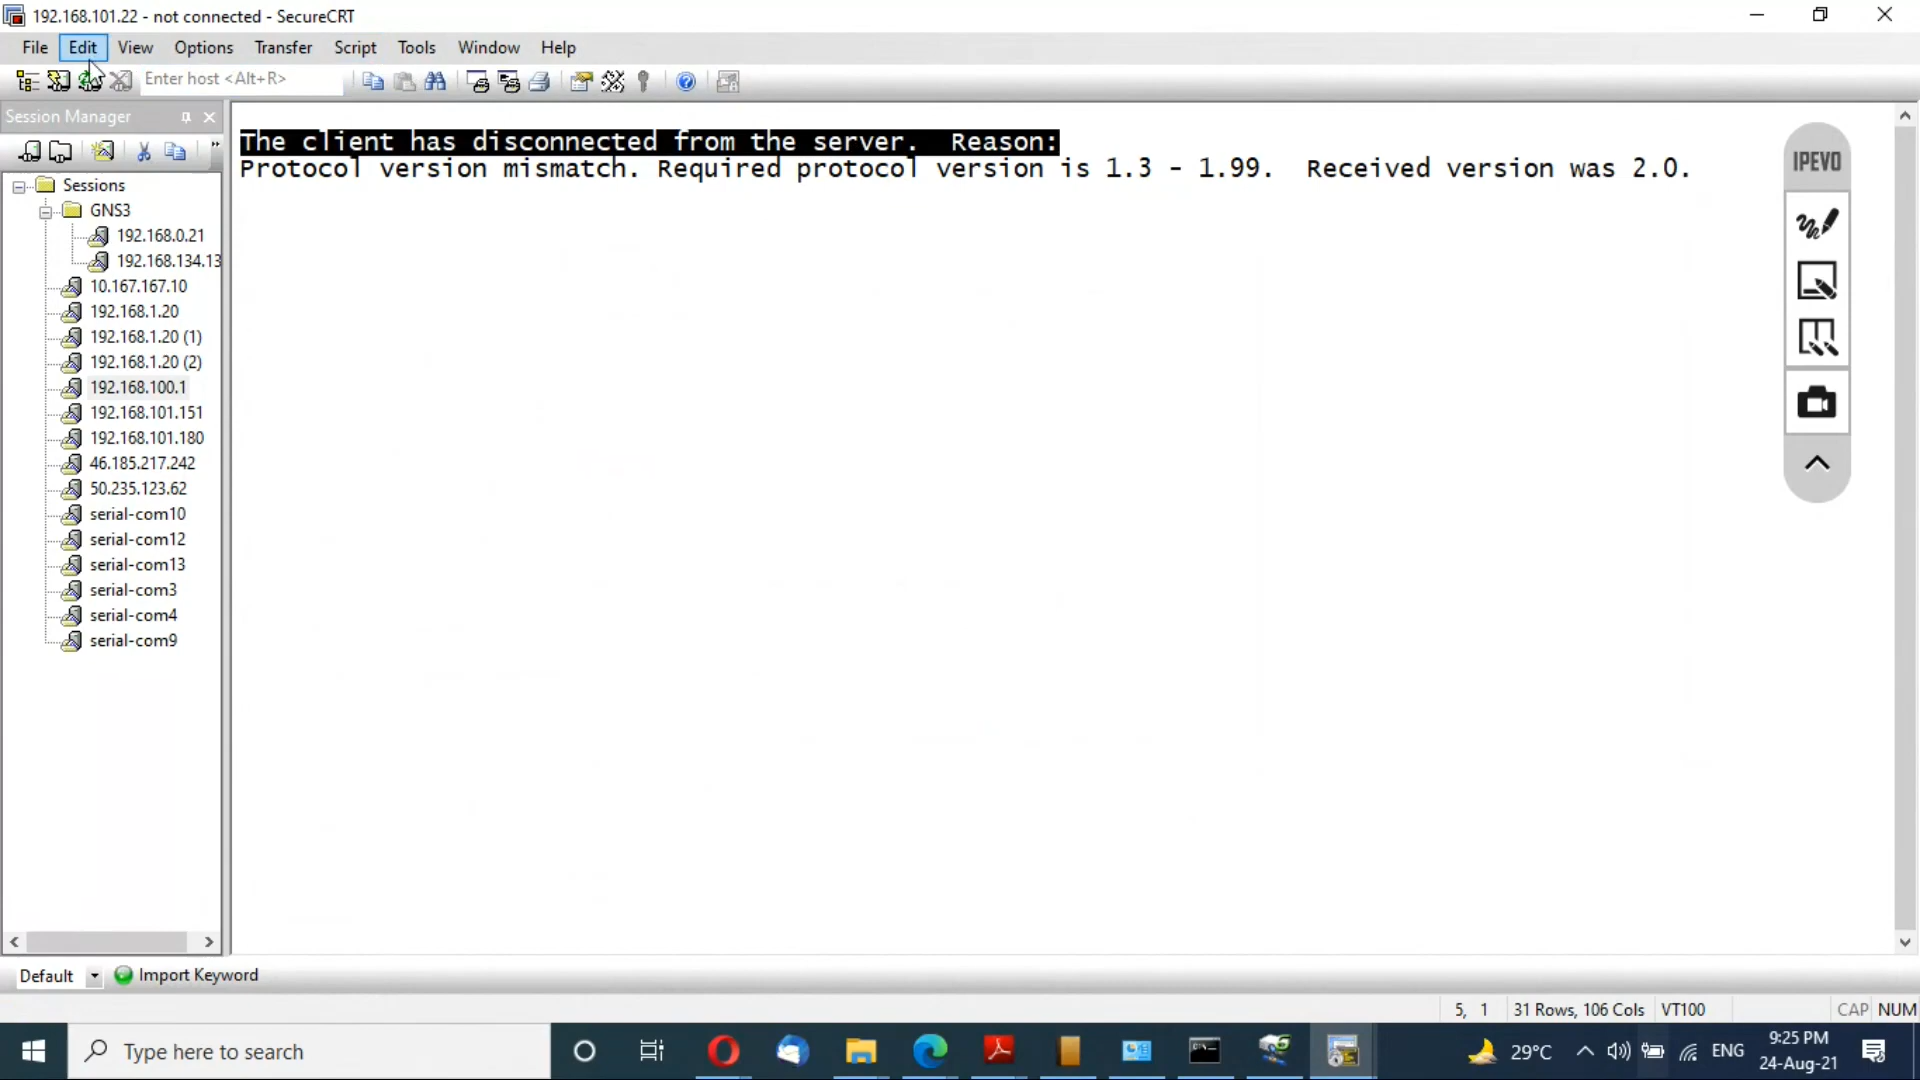 192.168.101.22 - not connected - SecureCRT
File Edit View Options Transfer Script Tools Window Help
Enter host <Alt+R>
Session Manager
The client has disconnected from the server.  Reason:
Protocol version mismatch. Required protocol version is 1.3 - 1.99.  Received version was 2.0.
IPEVO
Sessions
GNS3
192.168.0.21
192.168.134.13
10.167.167.10
192.168.1.20
192.168.1.20 (1)
192.168.1.20 (2)
192.168.100.1
192.168.101.151
192.168.101.180
46.185.217.242
50.235.123.62
serial-com10
serial-com12
serial-com13
serial-com3
serial-com4
serial-com9
Default Import Keyword
5, 1 31 Rows, 106 Cols VT100 CAP NUM
Type here to search
29°C ENG 9:25 PM
24-Aug-21